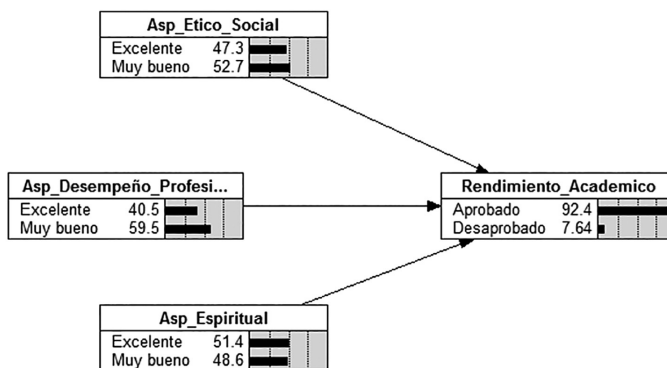 Asp_Etico_Social
Excelente 47.3
Muy bueno 52.7
Asp_Desempeño_Profesi...
Excelente 40.5
Muy bueno 59.5
Rendimiento_Academico
Aprobado 92.4
Desaprobado 7.64
Asp_Espiritual
Excelente 51.4
Muy bueno 48.6